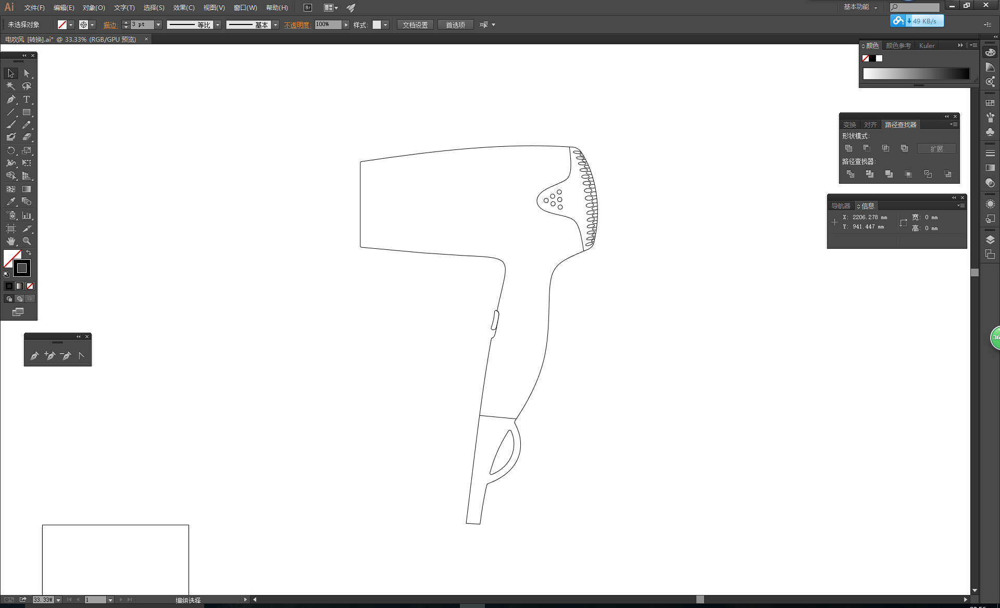 Ai 文件(F) 编辑(E) 对象(O) 文字(T) 选择(S) 效果(C) 视图(V) 窗口(W) 帮助(H) Br 基本功能
49 KB/s
未选择对象 描边: 3 pt 等比 基本 不透明度: 100% 样式: 文档设置 首选项
电吹风 [转换].ai* @ 33.33% (RGB/GPU 预览)
颜色 颜色参考 Kuler
变换 对齐 路径查找器
形状模式:
扩展
路径查找器:
导航器 信息
X: 2206.278 mm 宽: 0 mm
Y: 941.447 mm 高: 0 mm
36
33.33% 1 编组选择